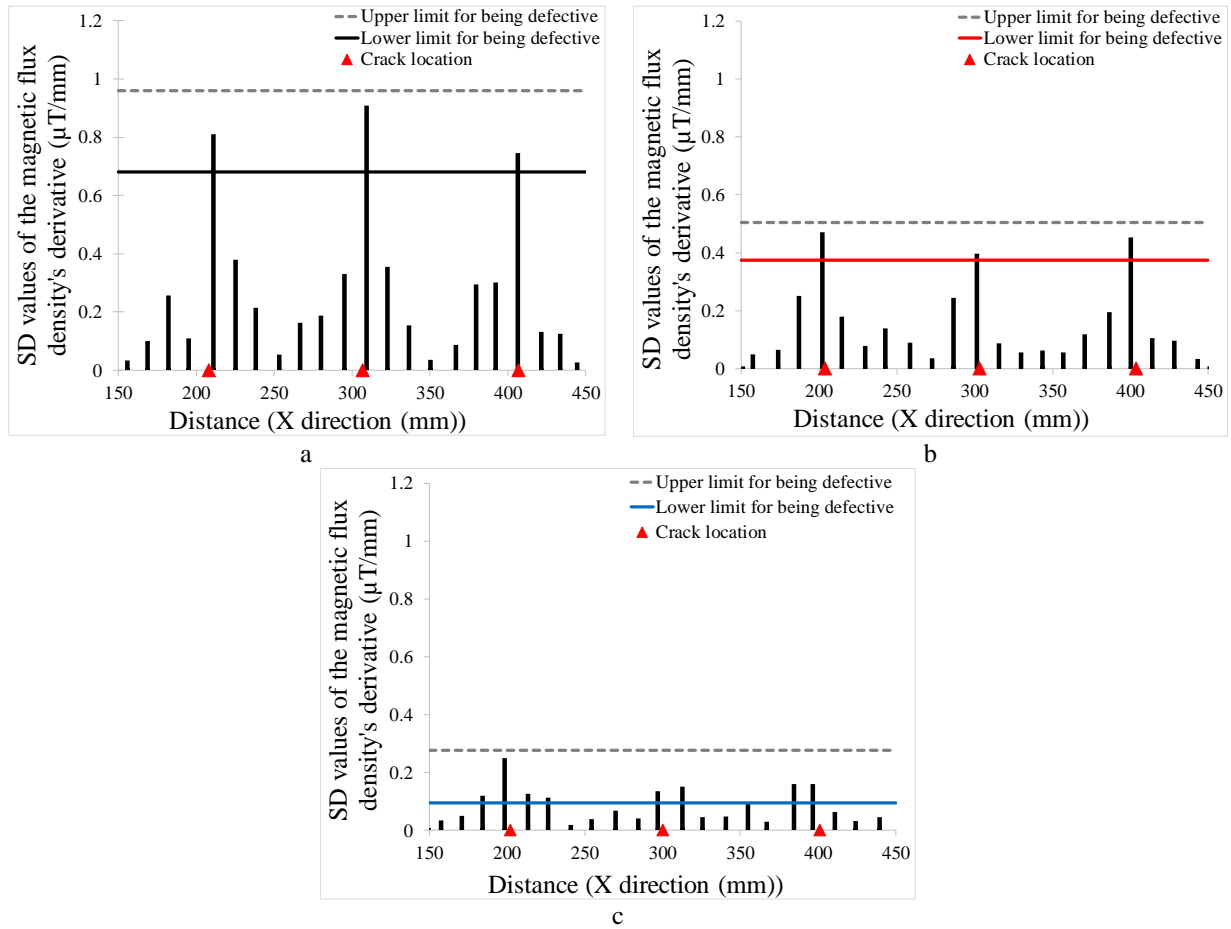 Upper limit for being defective
Lower limit for being defective
Crack location
SD values of the magnetic flux
density's derivative (µT/mm)
1.2
1
0.8
0.6
0.4
0.2
0
150 200 250 300 350 400 450
Distance (X direction (mm))
a
Upper limit for being defective
Lower limit for being defective
Crack location
SD values of the magnetic flux
density's derivative (µT/mm)
1.2
1
0.8
0.6
0.4
0.2
0
150 200 250 300 350 400 450
Distance (X direction (mm))
b
Upper limit for being defective
Lower limit for being defective
Crack location
SD values of the magnetic flux
density's derivative (µT/mm)
1.2
1
0.8
0.6
0.4
0.2
0
150 200 250 300 350 400 450
Distance (X direction (mm))
c